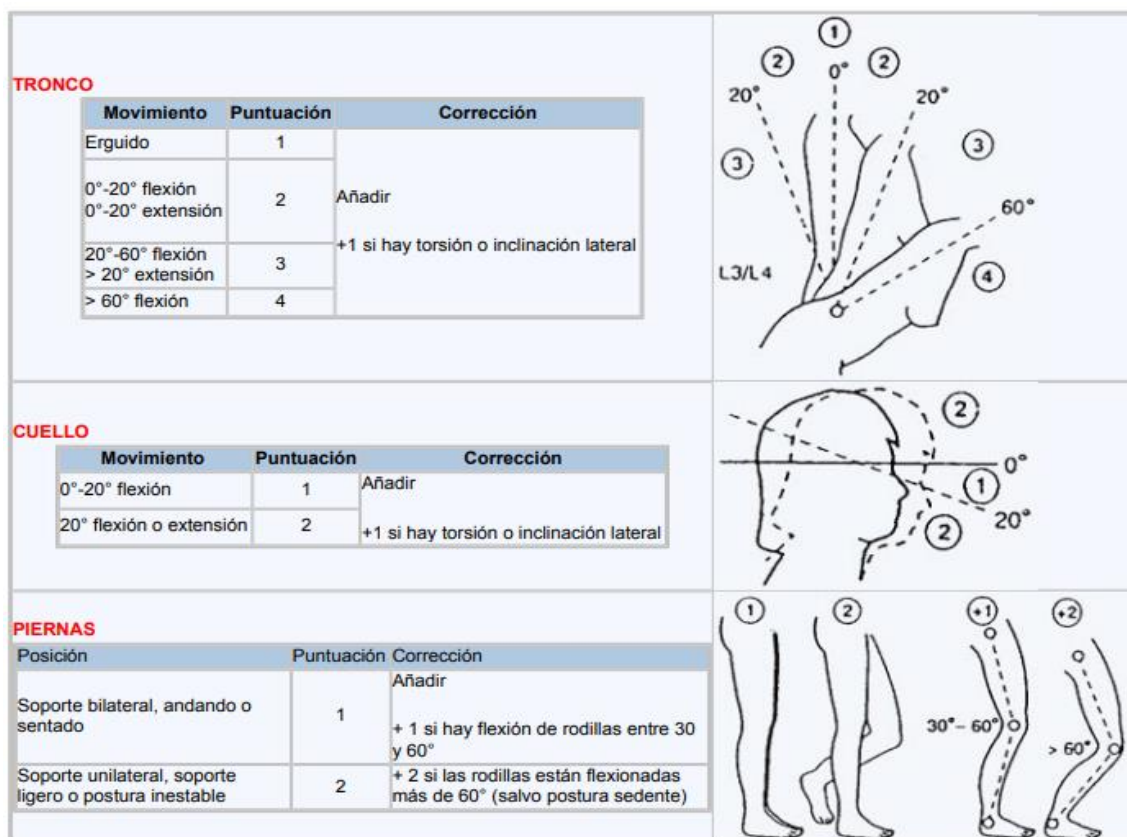 TRONCO
Movimiento Puntuación Corrección
Erguido 1
0°-20° flexión
0°-20° extensión
2
Añadir
+1 si hay torsión o inclinación lateral
20°-60° flexión
> 20° extensión
3
> 60° flexión 4
1
2 0° 2
20° 20°
3 3
60°
L3/L4 4
CUELLO
Movimiento Puntuación Corrección
0°-20° flexión 1
Añadir
20° flexión o extensión 2
+1 si hay torsión o inclinación lateral
2
0°
1
20°
2
PIERNAS
Posición Puntuación Corrección
Soporte bilateral, andando o
sentado
1
Añadir
+ 1 si hay flexión de rodillas entre 30
y 60°
Soporte unilateral, soporte
ligero o postura inestable
2
+ 2 si las rodillas están flexionadas
más de 60° (salvo postura sedente)
1 2 +1 +2
30°- 60°
> 60°